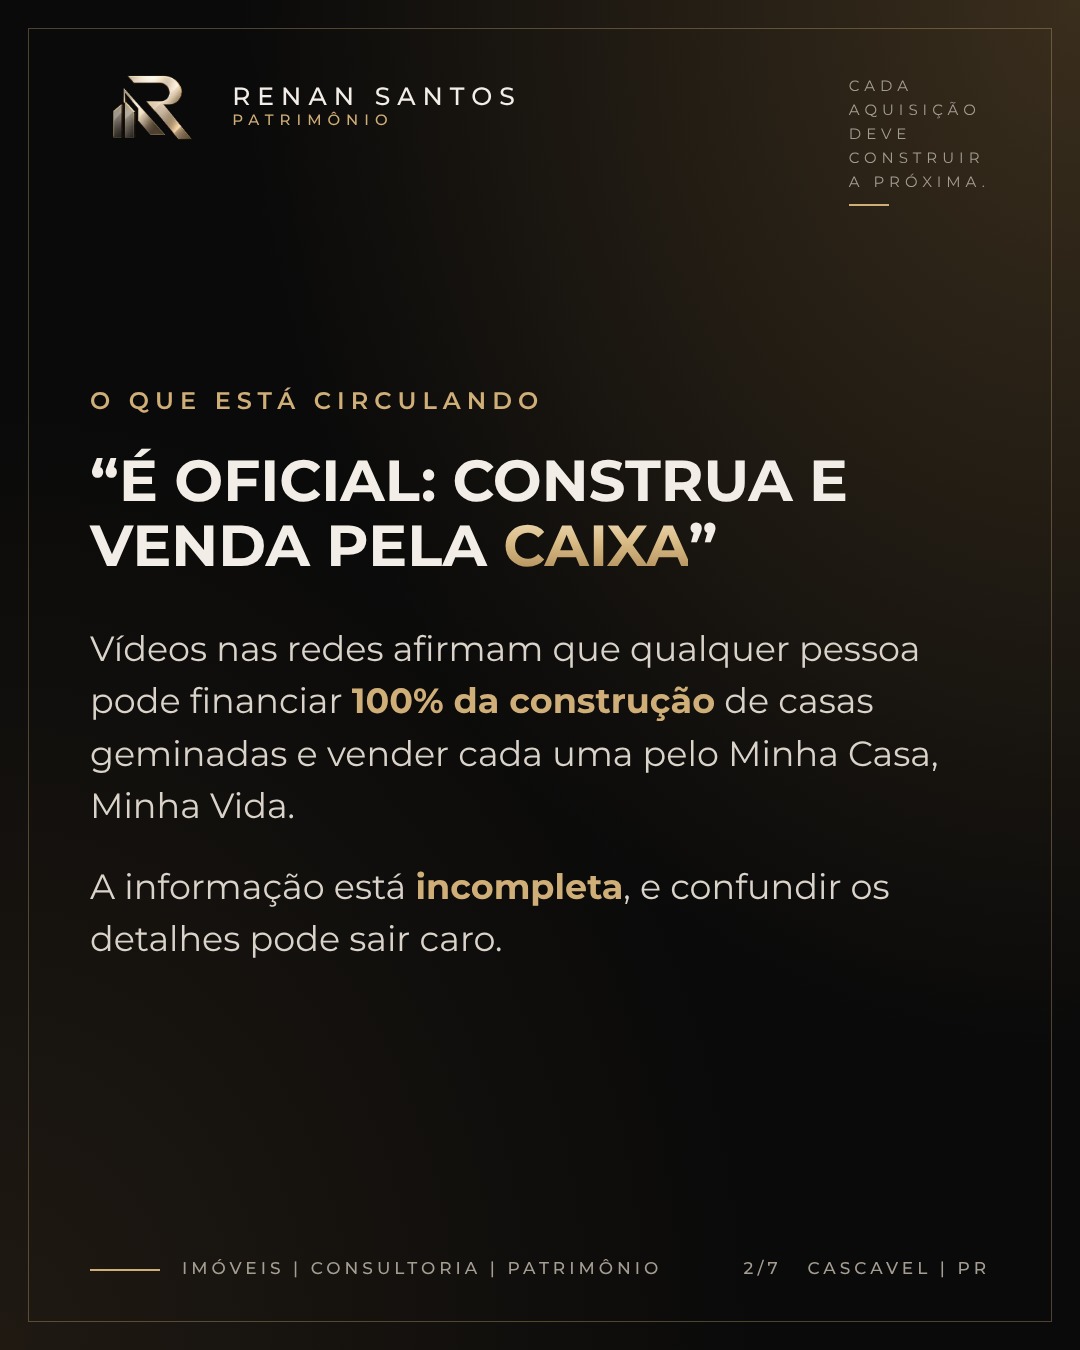 RENAN SANTOS
PATRIMÔNIO
CADA
AQUISIÇÃO
DEVE
CONSTRUIR
A PRÓXIMA.
O QUE ESTÁ CIRCULANDO
“É OFICIAL: CONSTRUA E
VENDA PELA CAIXA”
Vídeos nas redes afirmam que qualquer pessoa
pode financiar 100% da construção de casas
geminadas e vender cada uma pelo Minha Casa,
Minha Vida.
A informação está incompleta, e confundir os
detalhes pode sair caro.
IMÓVEIS | CONSULTORIA | PATRIMÔNIO 2/7 CASCAVEL | PR